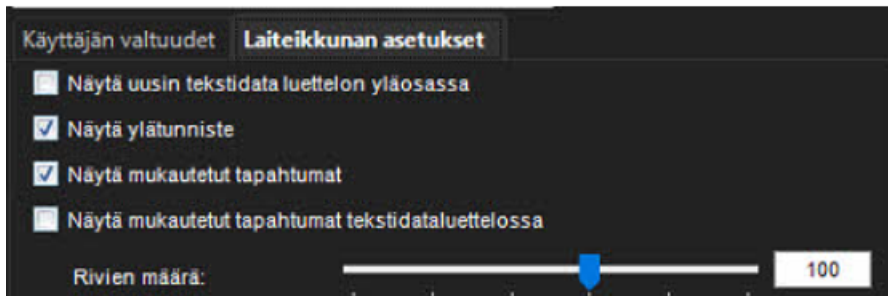 Käyttäjän valtuudet Laiteikkunan asetukset
Näytä uusin tekstidata luettelon yläosassa
Näytä ylätunniste
Näytä mukautetut tapahtumat
Näytä mukautetut tapahtumat tekstidataluettelossa
Rivien määrä: 100